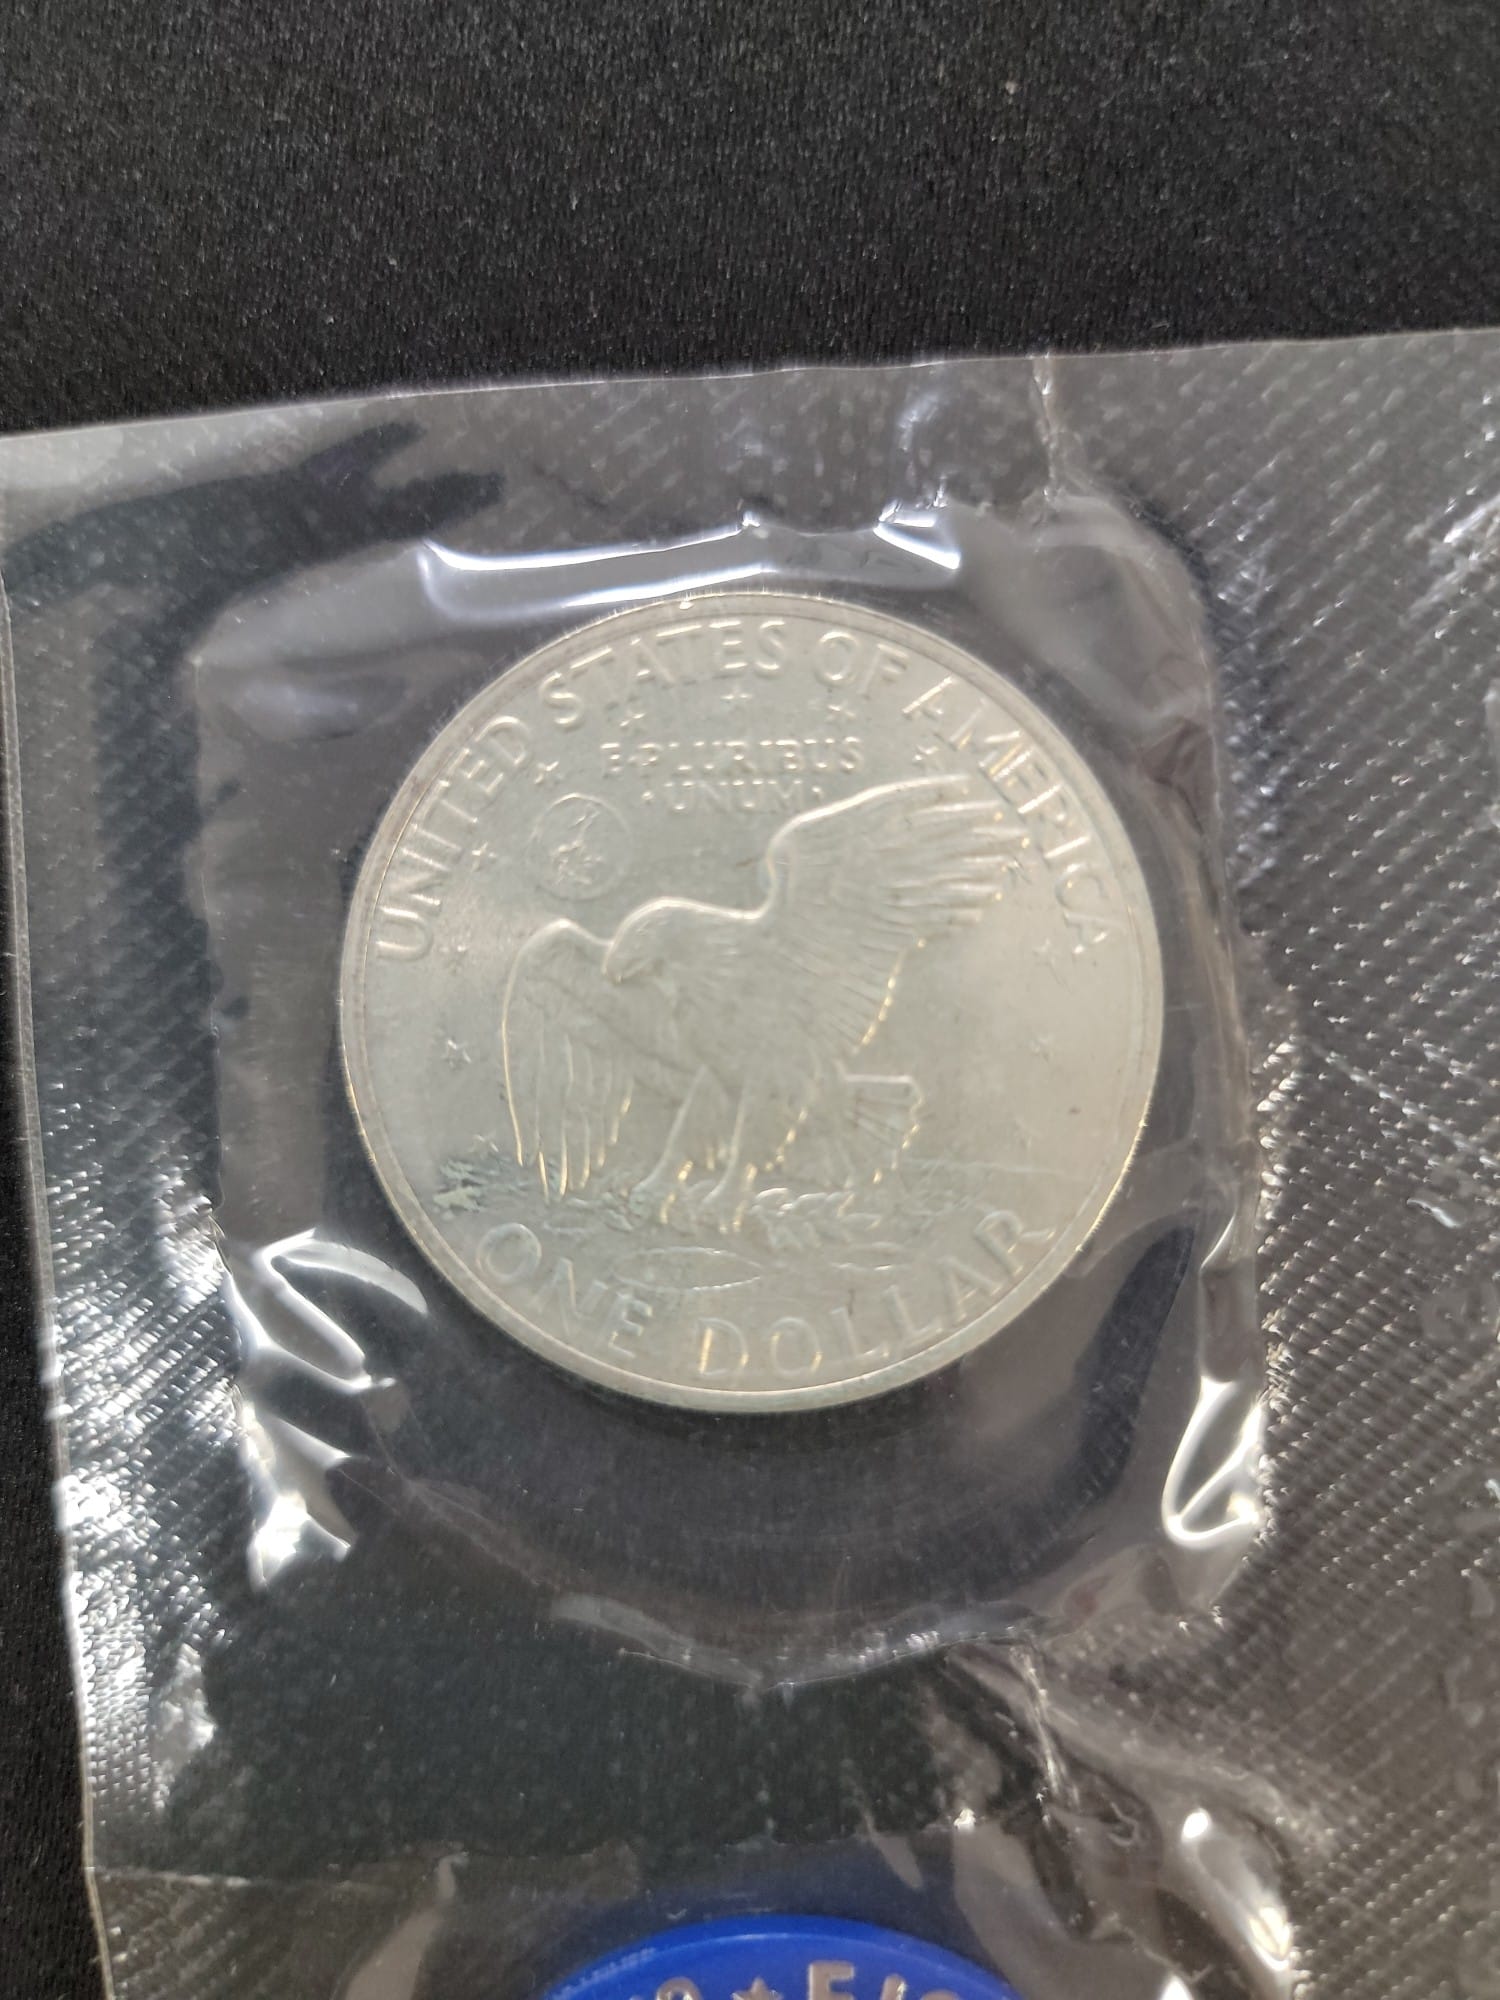 UNITED STATES OF AMERICA
E·PLURIBUS
·UNUM·
ONE DOLLAR